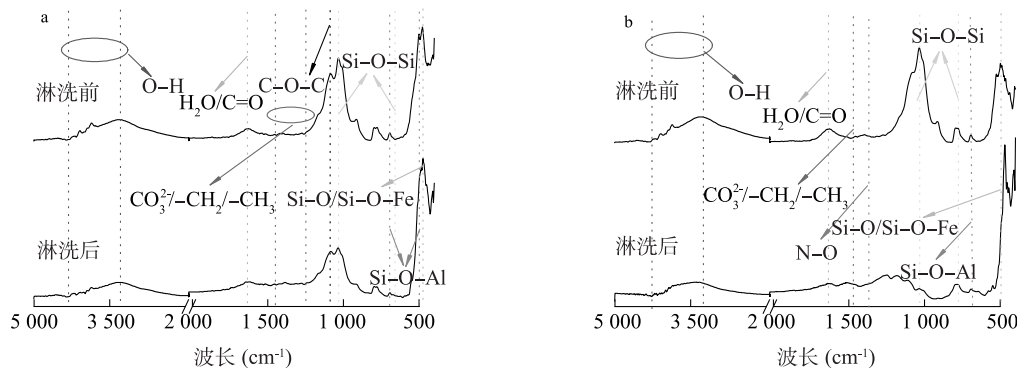 a
淋洗前
O–H
H₂O/C=O
C–O–C
Si–O–Si
CO₃²⁻/–CH₂/–CH₃
Si–O/Si–O–Fe
淋洗后
Si–O–Al
5 000 3 500 2 000 1 500 1 000 500
波长 (cm⁻¹)
b
淋洗前
O–H
H₂O/C=O
Si–O–Si
CO₃²⁻/–CH₂/–CH₃
Si–O/Si–O–Fe
淋洗后
N–O
Si–O–Al
5 000 3 500 2 000 1 500 1 000 500
波长 (cm⁻¹)